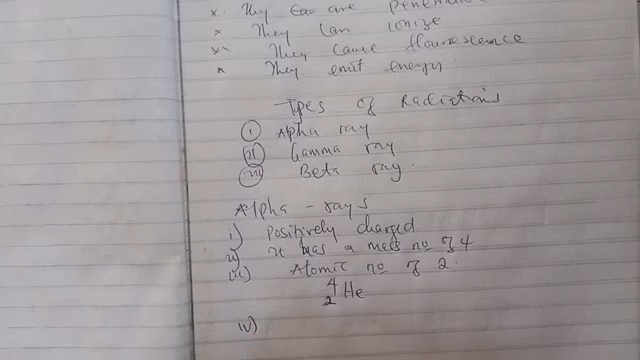 × They are penetra
× They can ionize
×× They cause flourescence
* They emit energy
Types of Radiations
(i) Alpha ray
(ii) Gamma ray
(iii) Beta ray
Alpha - rays
i) Positively charged
ii) it has a mass no of 4
iii) Atomic no of 2
4
2 He
iv)